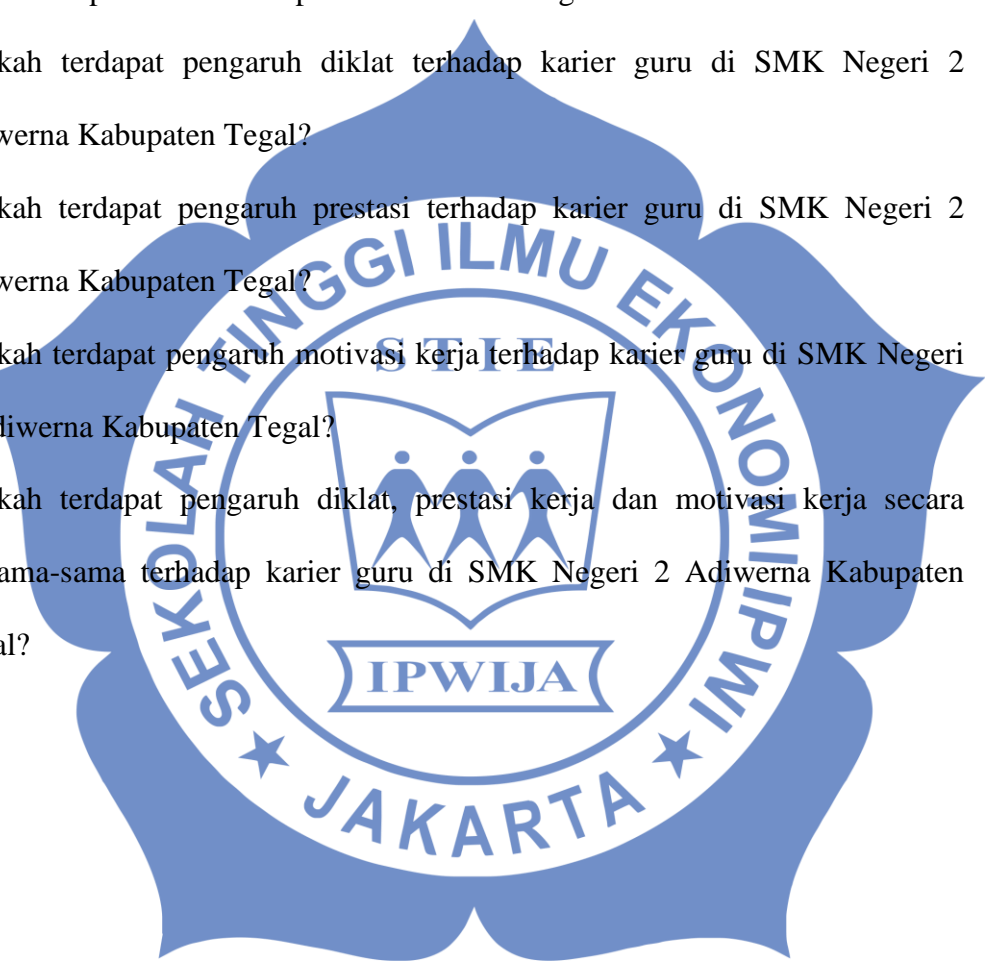 kah terdapat pengaruh diklat terhadap karier guru di SMK Negeri 2
werna Kabupaten Tegal?
kah terdapat pengaruh prestasi terhadap karier guru di SMK Negeri 2
werna Kabupaten Tegal?
kah terdapat pengaruh motivasi kerja terhadap karier guru di SMK Negeri
diwerna Kabupaten Tegal?
kah terdapat pengaruh diklat, prestasi kerja dan motivasi kerja secara
ama-sama terhadap karier guru di SMK Negeri 2 Adiwerna Kabupaten
al?
SEKOLAH TINGGI ILMU EKONOMI IPWI
STIE
IPWIJA
JAKARTA